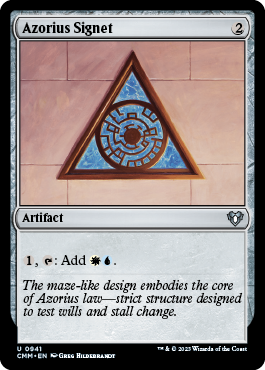 Azorius Signet 2
Artifact
1, : Add .
The maze-like design embodies the core
of Azorius law—strict structure designed
to test wills and stall change.
U 0941
CMM • EN Greg Hildebrandt
™ & © 2023 Wizards of the Coast